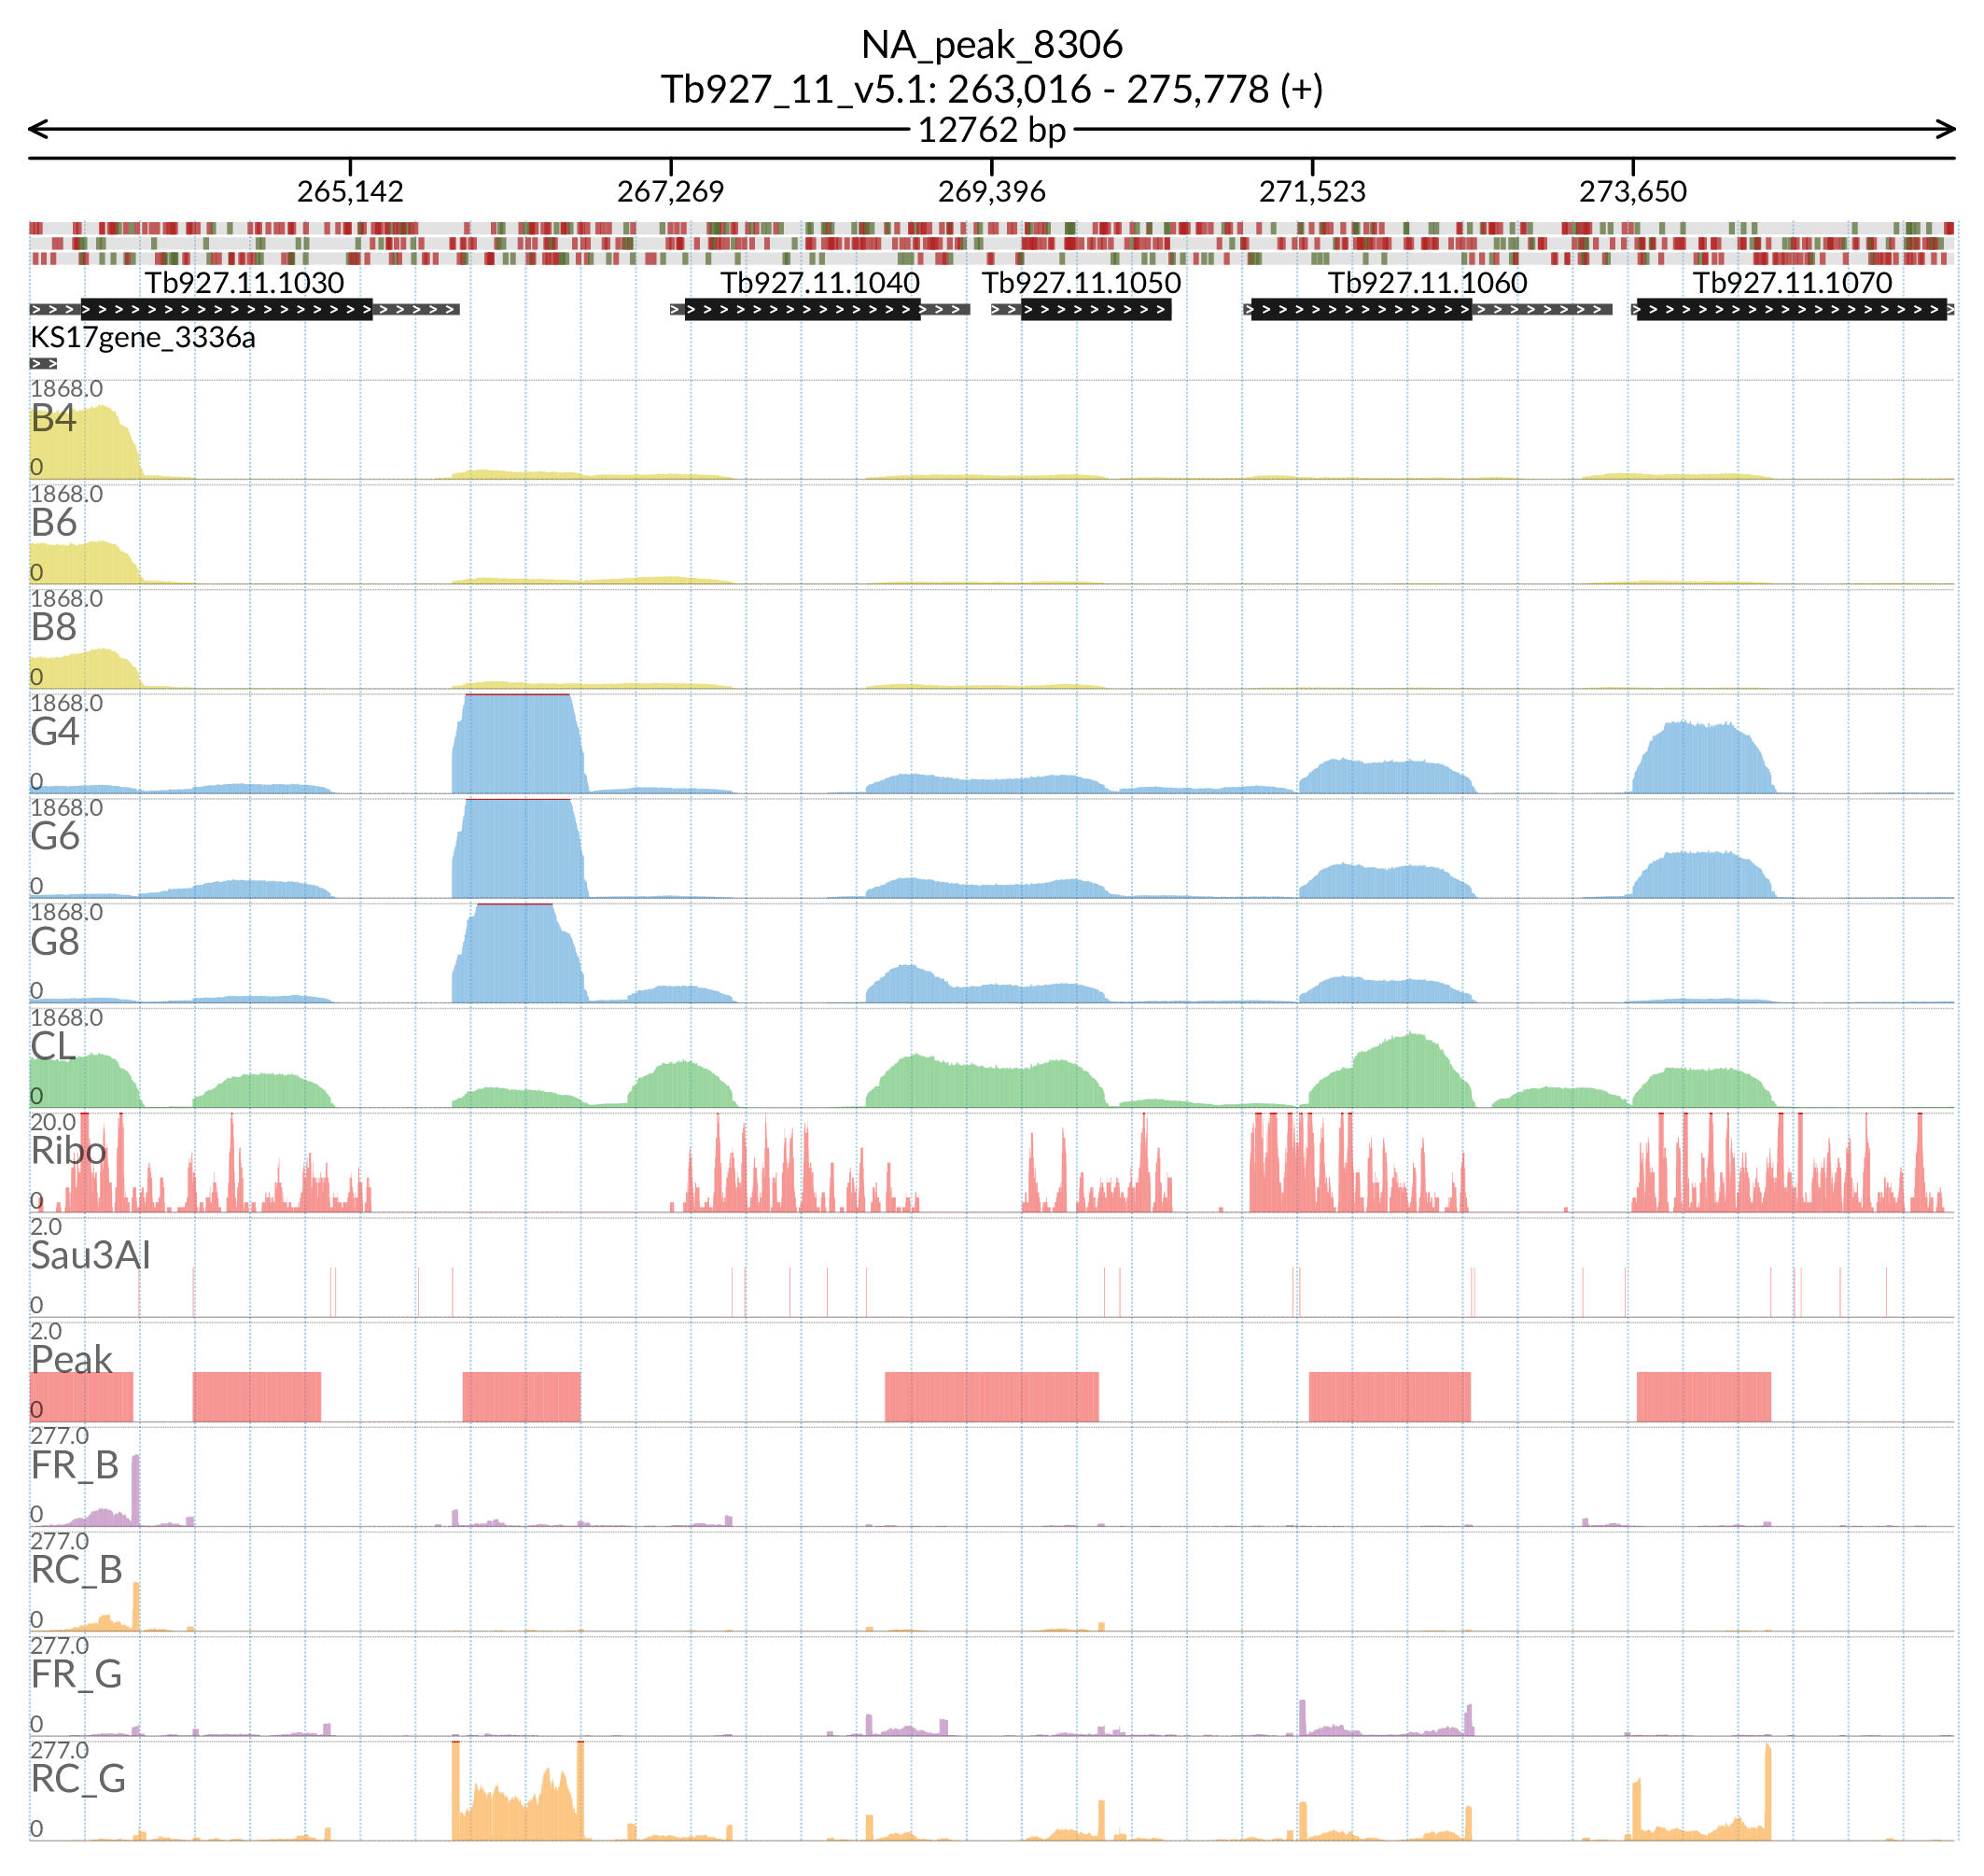 NA_peak_8306
Tb927_11_v5.1: 263,016 - 275,778 (+)
12762 bp
265,142 267,269 269,396 271,523 273,650
Tb927.11.1030 Tb927.11.1040 Tb927.11.1050 Tb927.11.1060 Tb927.11.1070
KS17gene_3336a
1868.0
B4
0
1868.0
B6
0
1868.0
B8
0
1868.0
G4
0
1868.0
G6
0
1868.0
G8
0
1868.0
CL
0
20.0
Ribo
0
2.0
Sau3AI
0
2.0
Peak
0
277.0
FR_B
0
277.0
RC_B
0
277.0
FR_G
0
277.0
RC_G
0